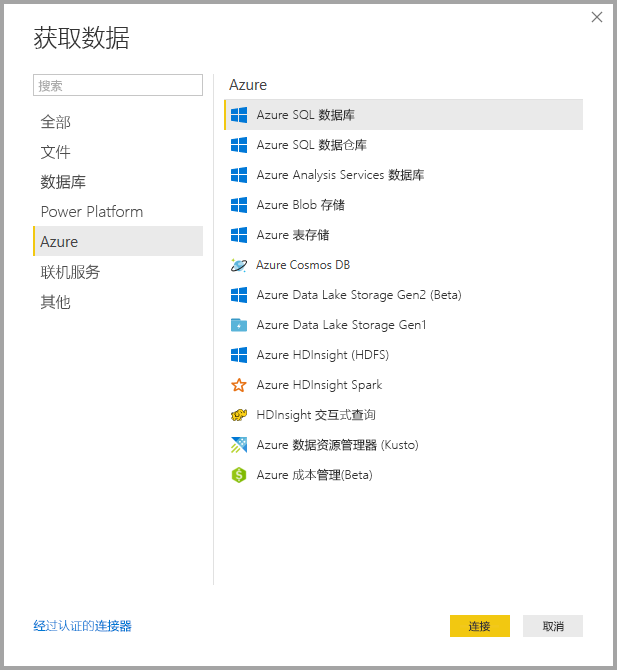 获取数据
搜索
全部
文件
数据库
Power Platform
Azure
联机服务
其他
Azure
Azure SQL 数据库
Azure SQL 数据仓库
Azure Analysis Services 数据库
Azure Blob 存储
Azure 表存储
Azure Cosmos DB
Azure Data Lake Storage Gen2 (Beta)
Azure Data Lake Storage Gen1
Azure HDInsight (HDFS)
Azure HDInsight Spark
HDInsight 交互式查询
Azure 数据资源管理器 (Kusto)
Azure 成本管理(Beta)
经过认证的连接器
连接
取消